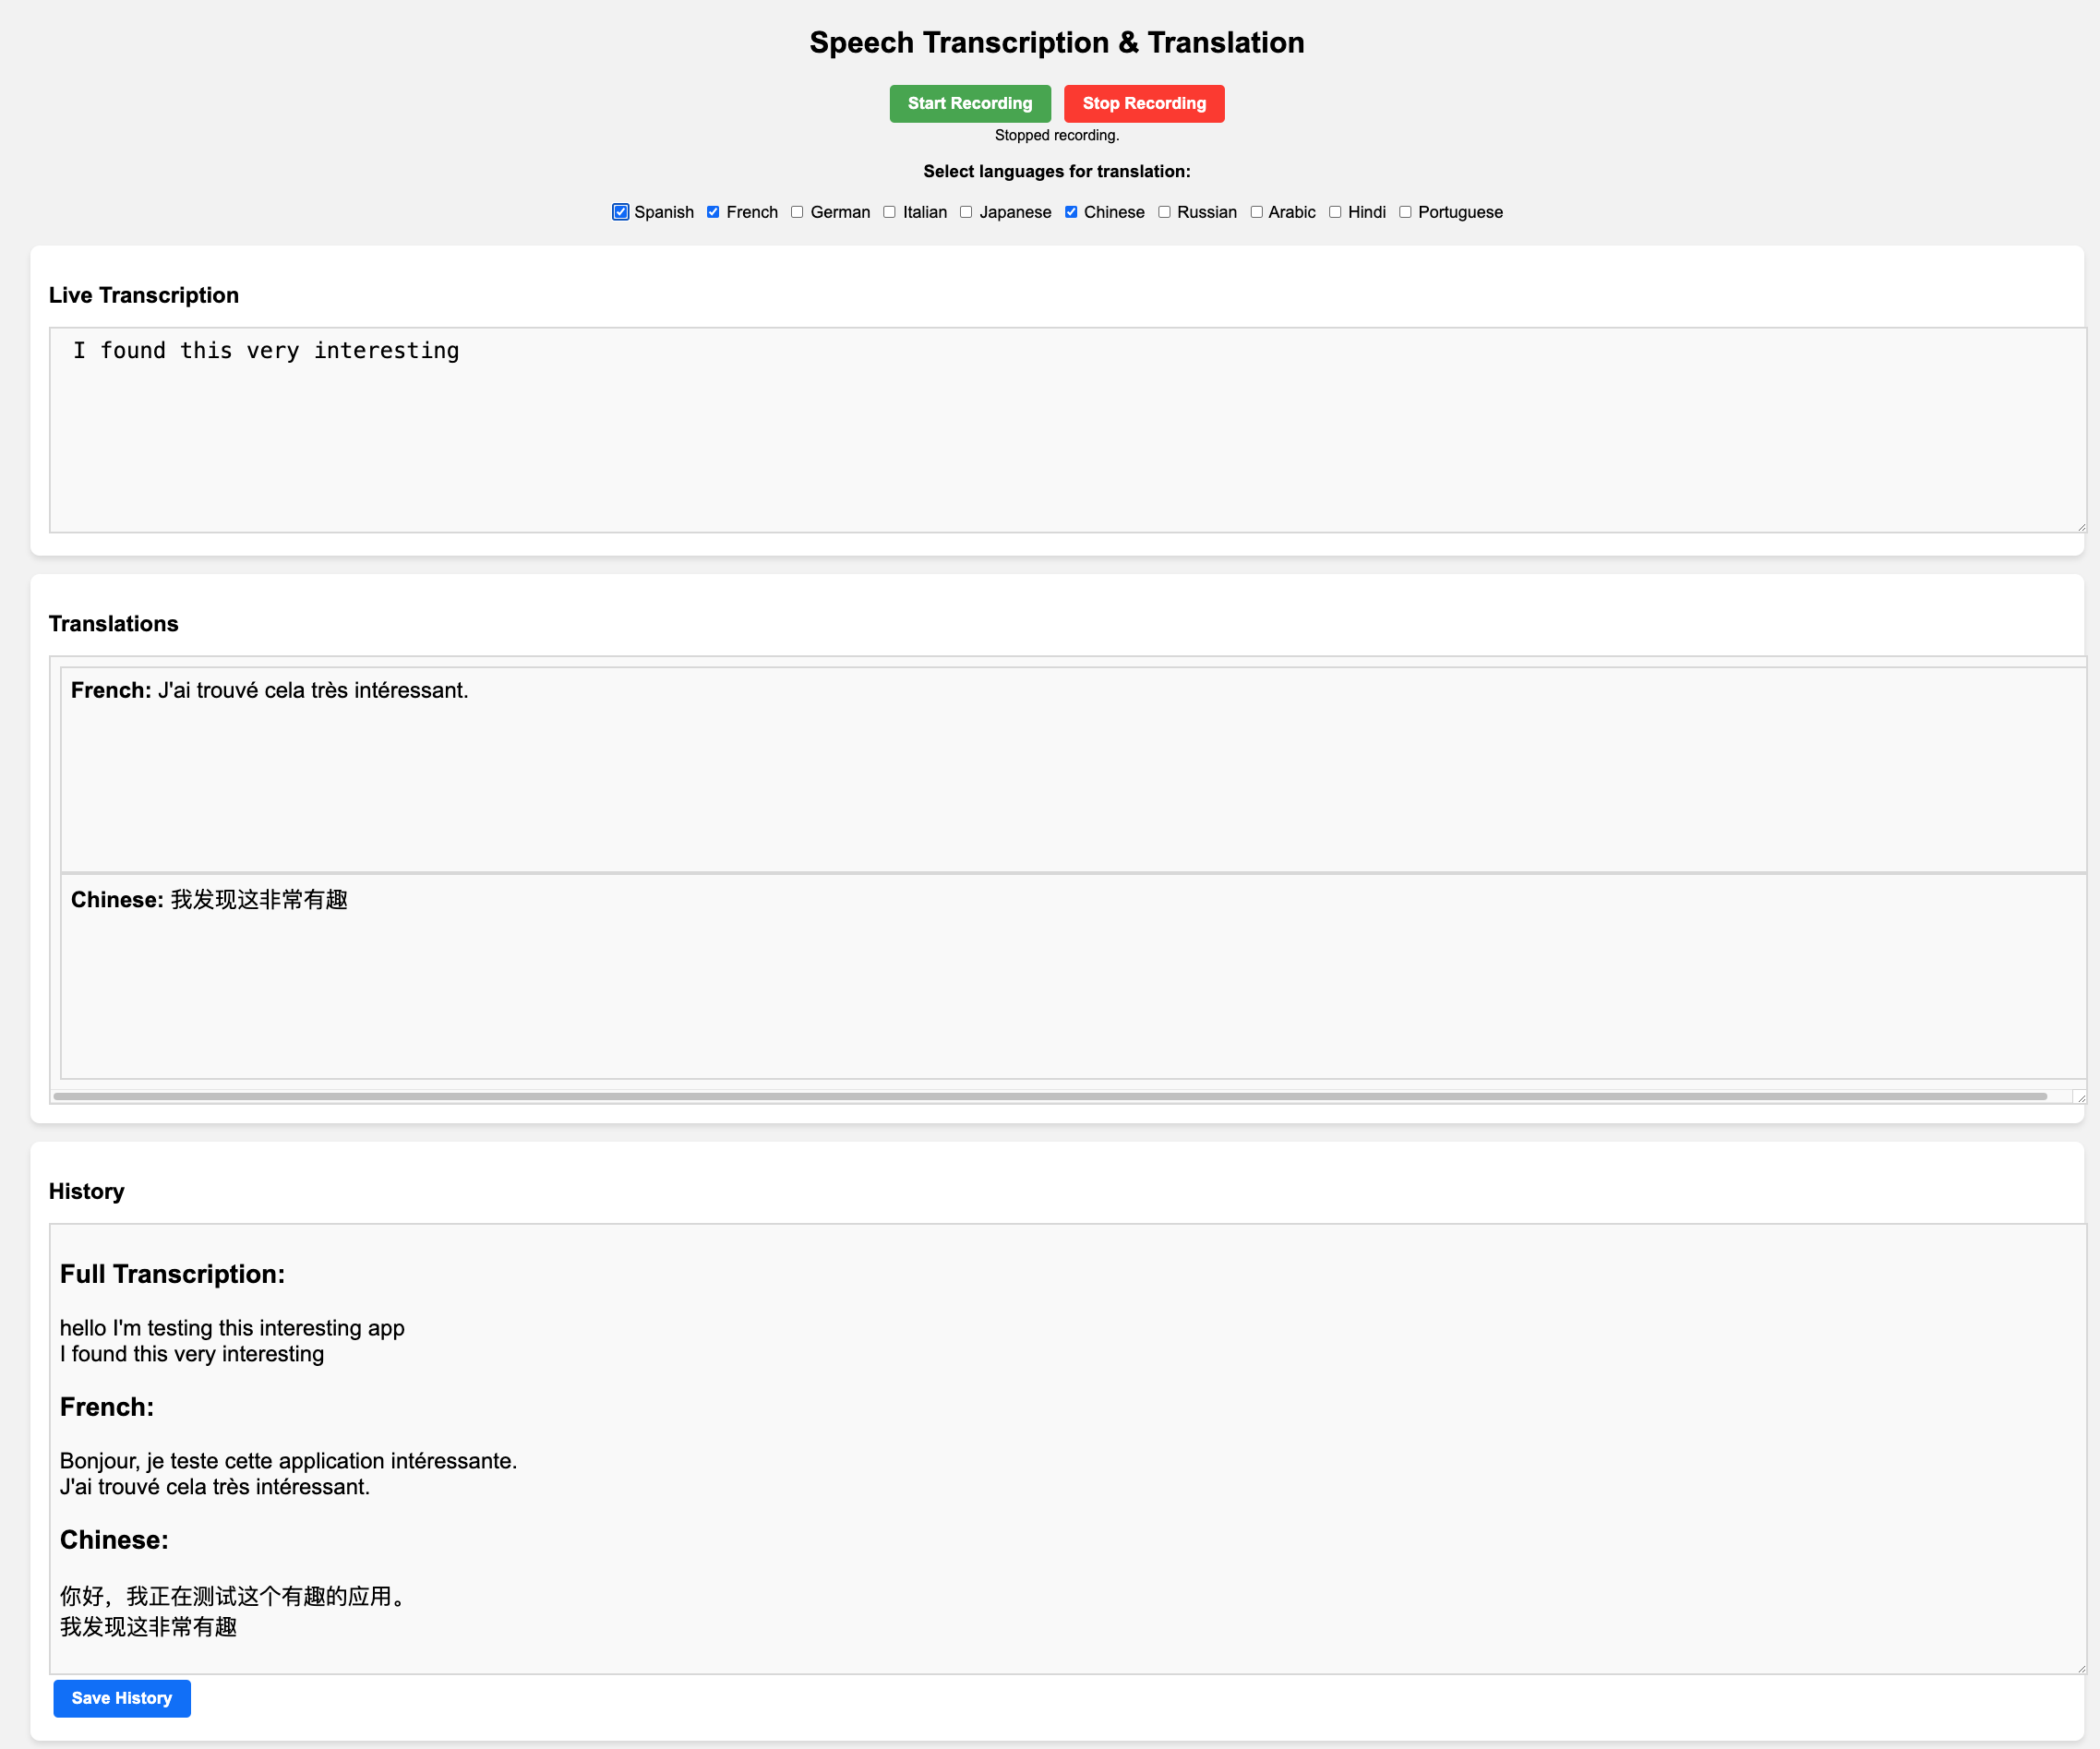 Speech Transcription & Translation
Start Recording Stop Recording
Stopped recording.
Select languages for translation:
Spanish French German Italian Japanese Chinese Russian Arabic Hindi Portuguese
Live Transcription
I found this very interesting
Translations
French: J'ai trouvé cela très intéressant.
Chinese: 我发现这非常有趣
History
Full Transcription:
hello I'm testing this interesting app
I found this very interesting
French:
Bonjour, je teste cette application intéressante.
J'ai trouvé cela très intéressant.
Chinese:
你好，我正在测试这个有趣的应用。
我发现这非常有趣
Save History